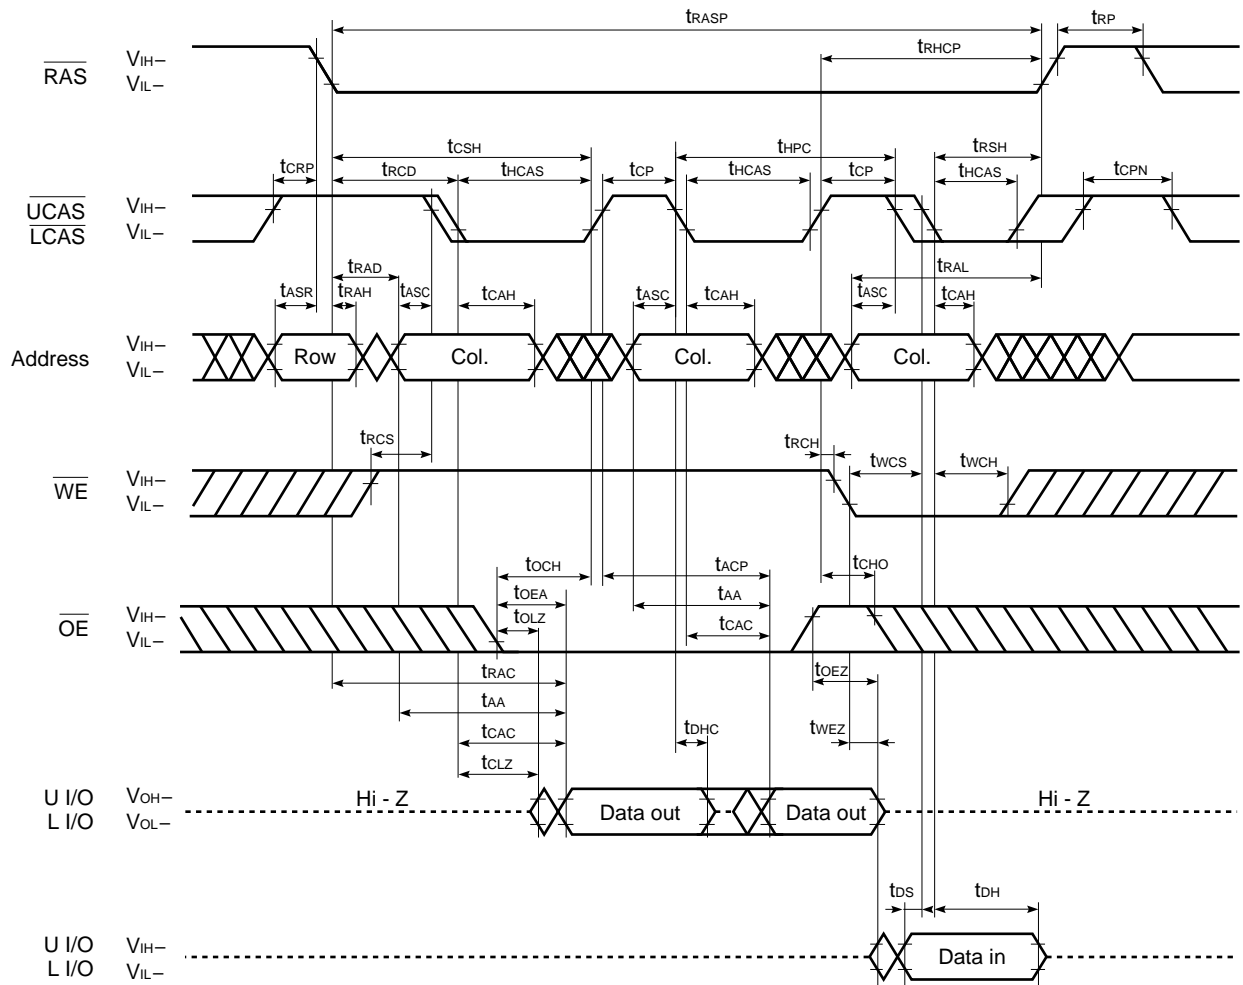 tRASP
tRP
tRHCP
RAS
VIH–
VIL–
tCSH
tHPC
tRSH
tCRP
tRCD
tHCAS
tCP
tHCAS
tCP
tHCAS
tCPN
UCAS
LCAS
VIH–
VIL–
tRAD
tRAL
tASR
tRAH
tASC
tCAH
tASC
tCAH
tASC
tCAH
Address
VIH–
VIL–
Row
Col.
Col.
Col.
tRCS
tRCH
tWCS
tWCH
WE
VIH–
VIL–
tOCH
tACP
tCHO
tOEA
tAA
tOLZ
tCAC
OE
VIH–
VIL–
tRAC
tOEZ
tAA
tCAC
tDHC
tWEZ
tCLZ
U I/O
L I/O
VOH–
VOL–
Hi - Z
Data out
Data out
Hi - Z
tDS
tDH
U I/O
L I/O
VIH–
VIL–
Data in